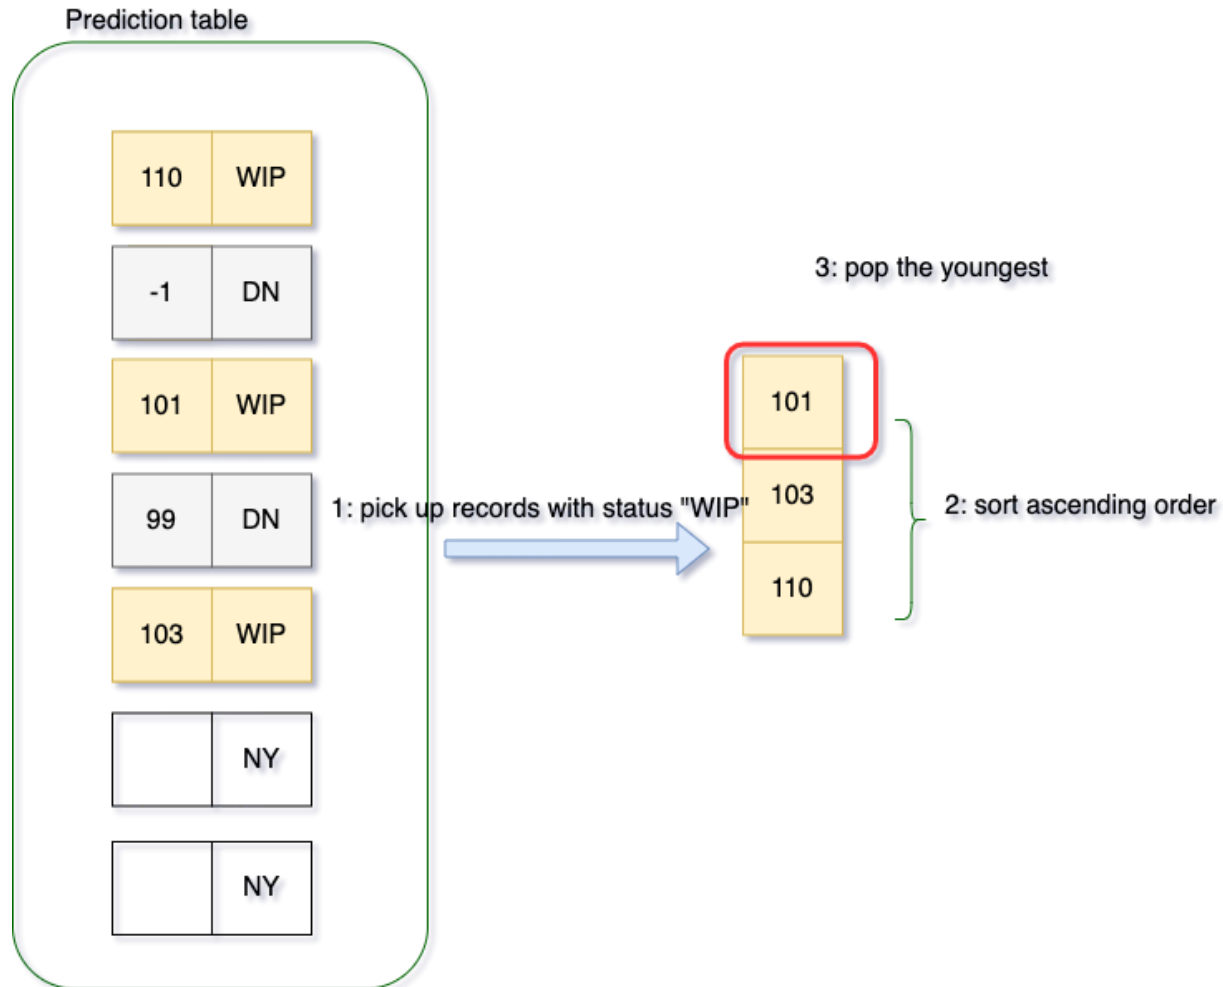 Prediction table
110 WIP
-1 DN
101 WIP
99 DN
103 WIP
NY
NY
1: pick up records with status "WIP"
3: pop the youngest
101
103
110
2: sort ascending order